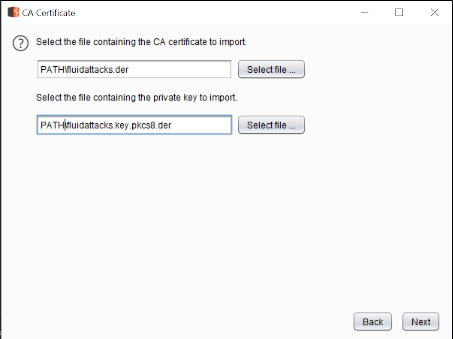 CA Certificate
?
Select the file containing the CA certificate to import.
PATH\fluidattacks.der
Select file ...
Select the file containing the private key to import.
PATH\fluidattacks.key.pkcs8.der
Select file ...
Back
Next